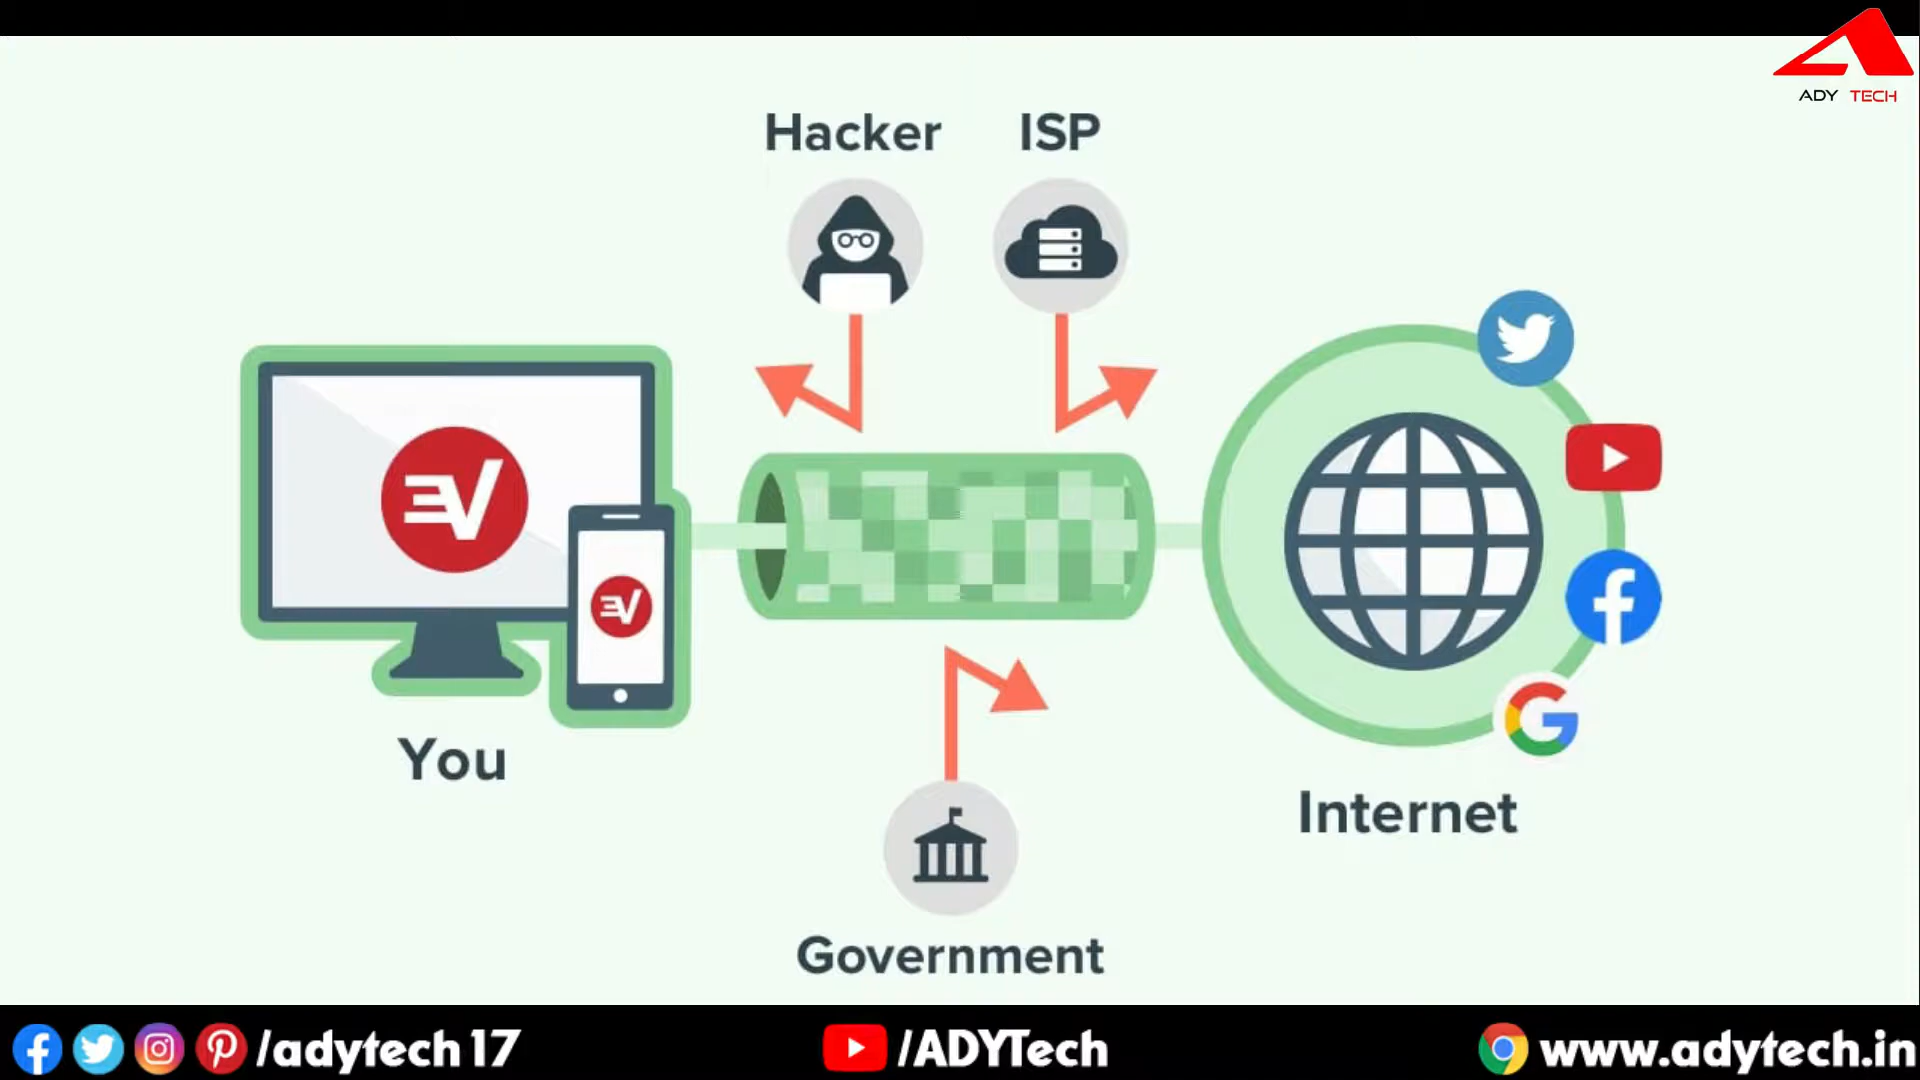 ADY TECH
Hacker
ISP
You
Internet
Government
/adytech17
/ADYTech
www.adytech.in